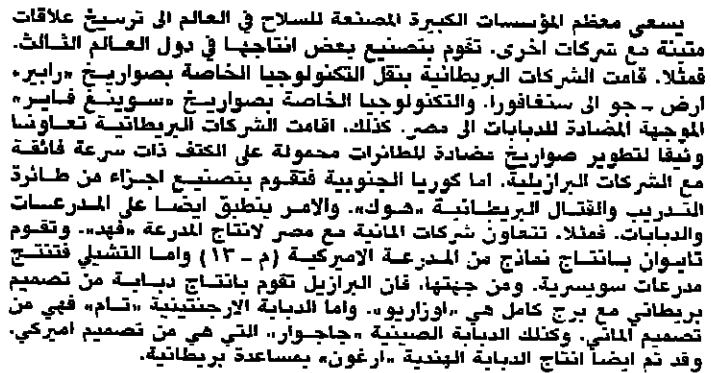 يسعى معظم المؤسسات الكبيرة المصنعة للسلاح في العالم الى ترسيخ علاقات
متينة مع شركات اخرى. تقوم بتصنيع بعض انتاجها في دول العالم الثالث.
فمثلا. قامت الشركات البريطانية بنقل التكنولوجيا الخاصة بصواريخ «رابير»
ارض - جو الى سنغافورا. والتكنولوجيا الخاصة بصواريخ «سوينغ فاير»
الموجهة المضادة للدبابات الى مصر. كذلك، اقامت الشركات البريطانية تعاونا
وثيقا لتطوير صواريخ مضادة للطائرات محمولة على الكتف ذات سرعة فائقة
مع الشركات البرازيلية. اما كوريا الجنوبية فتقوم بتصنيع اجزاء من طائرة
التدريب والقتال البريطانية «هوك». والامر ينطبق ايضا على المدرعات
والدبابات. فمثلا. تتعاون شركات المانية مع مصر لانتاج المدرعة «فهد». وتقوم
تايوان بانتاج نماذج من المدرعة الاميركية (م - ١٣) واما التشيلي فتنتج
مدرعات سويسرية. ومن جهتها. فان البرازيل تقوم بانتاج دبابة من تصميم
بريطاني مع برج كامل هي «اوزاريو». واما الدبابة الارجنتينية «تام» فهي من
تصميم الماني. وكذلك الدبابة الصينية «جاجوار». التي هي من تصميم اميركي.
وقد تم ايضا انتاج الدبابة الهندية «ارغون» بمساعدة بريطانية.